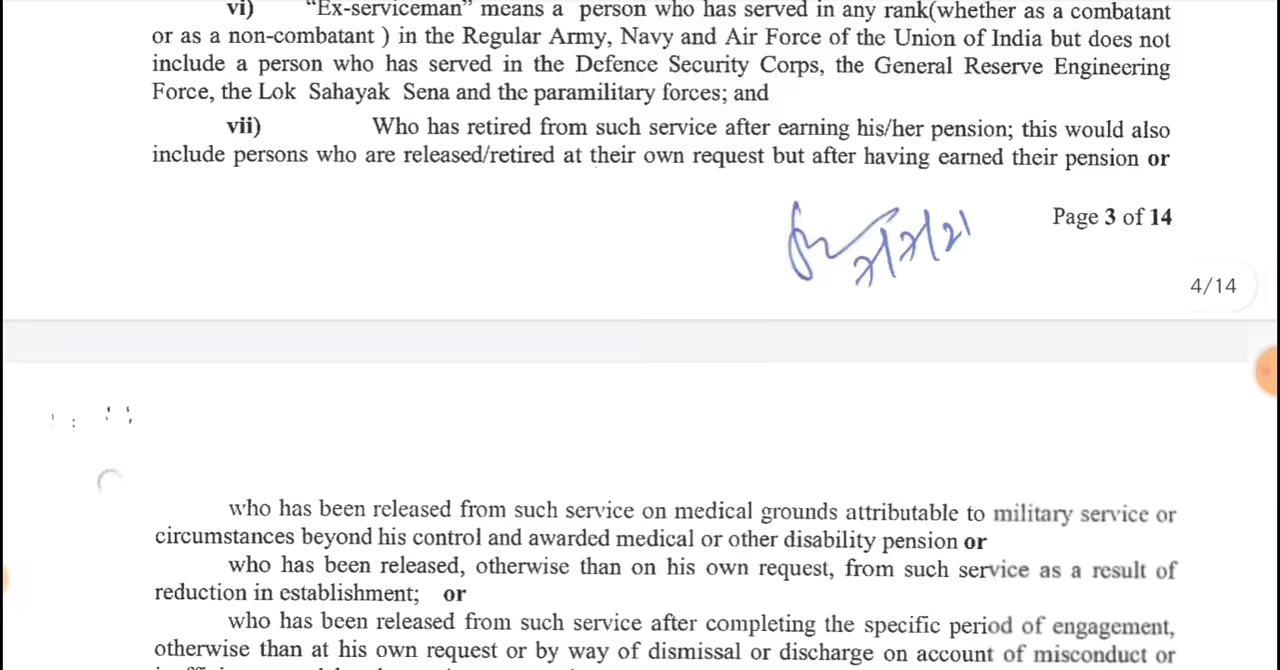 vi) “Ex-serviceman” means a person who has served in any rank(whether as a combatant
or as a non-combatant ) in the Regular Army, Navy and Air Force of the Union of India but does not
include a person who has served in the Defence Security Corps, the General Reserve Engineering
Force, the Lok Sahayak Sena and the paramilitary forces; and
vii) Who has retired from such service after earning his/her pension; this would also
include persons who are released/retired at their own request but after having earned their pension or
Page 3 of 14
4/14
who has been released from such service on medical grounds attributable to military service or
circumstances beyond his control and awarded medical or other disability pension or
who has been released, otherwise than on his own request, from such service as a result of
reduction in establishment; or
who has been released from such service after completing the specific period of engagement,
otherwise than at his own request or by way of dismissal or discharge on account of misconduct or